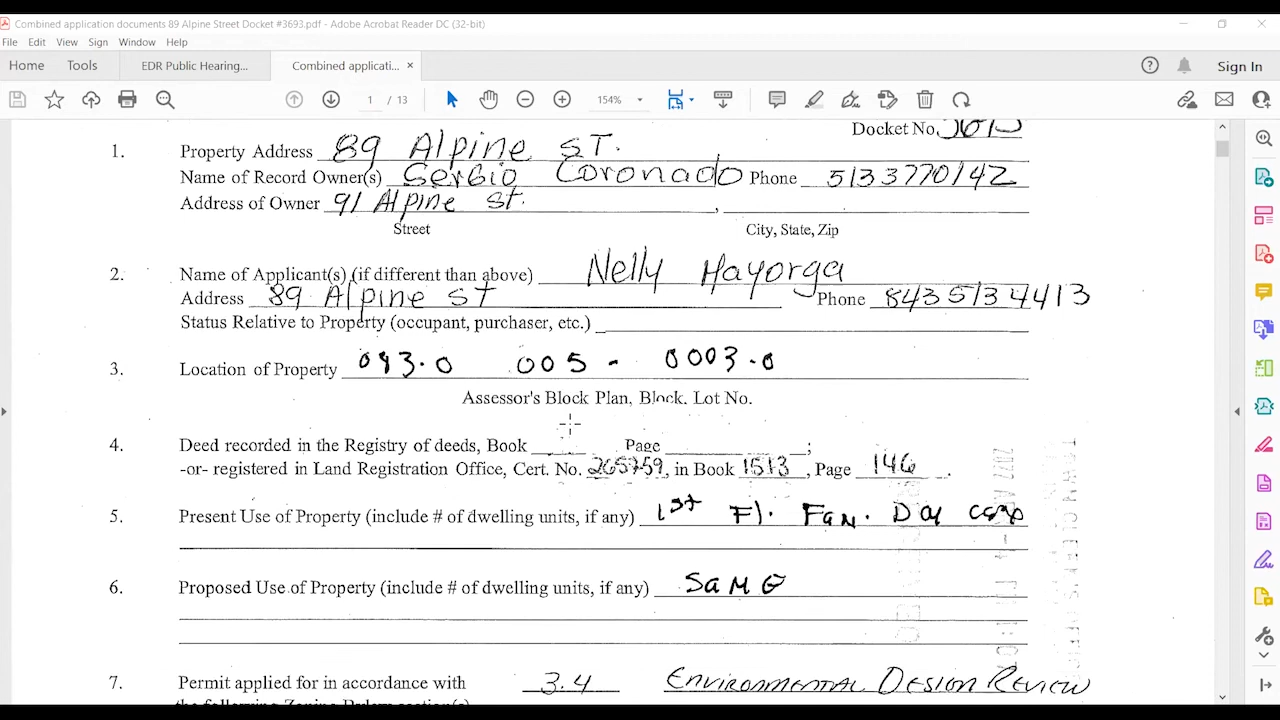 Combined application documents 89 Alpine Street Docket #3693.pdf - Adobe Acrobat Reader DC (32-bit)
File Edit View Sign Window Help
Home Tools EDR Public Hearing... Combined applicati... × Sign In
1 / 13 154%
Docket No.
1. Property Address 89 Alpine ST.
Name of Record Owner(s) Sergio Coronado Phone 5133770142
Address of Owner 91 Alpine St. ,
Street City, State, Zip
2. Name of Applicant(s) (if different than above) Nelly Mayorga
Address 89 Alpine ST Phone 8435134413
Status Relative to Property (occupant, purchaser, etc.)
3. Location of Property 093.0 005 - 0003.0
Assessor's Block Plan, Block, Lot No.
4. Deed recorded in the Registry of deeds, Book Page ;
-or- registered in Land Registration Office, Cert. No. , in Book 1513, Page 146 .
5. Present Use of Property (include # of dwelling units, if any) 1st Fl. Fam. Day care
6. Proposed Use of Property (include # of dwelling units, if any) SaME
7. Permit applied for in accordance with 3.4 ENVIRONMENTAL DESIGN REVIEW
the following Zoning Bylaw section(s)